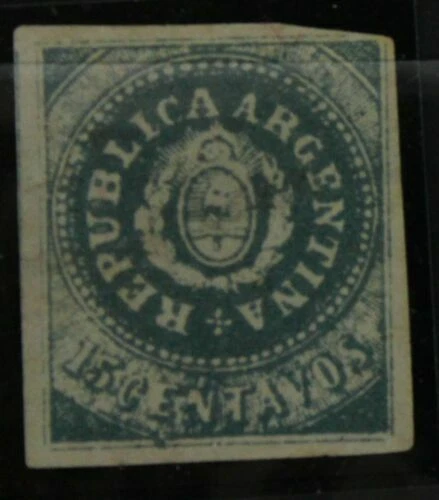 REPUBLICA ARGENTINA
15 CENTAVOS